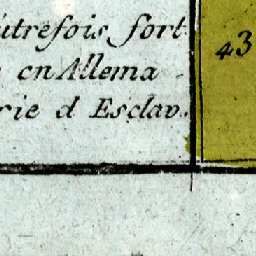 utrefois fort
en Allema
rie d Esclav.
43